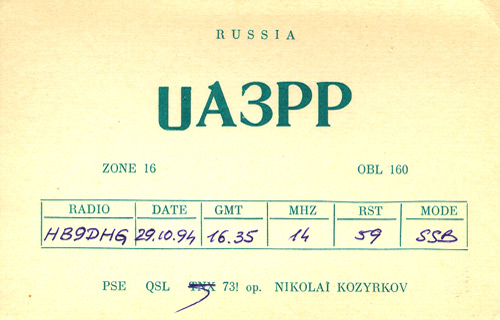 RUSSIA
UA3PP
ZONE 16 OBL 160
RADIO DATE GMT MHZ RST MODE
HB9DHG 29.10.94 16.35 14 59 SSB
PSE QSL TNX 73! op. NIKOLAÏ KOZYRKOV